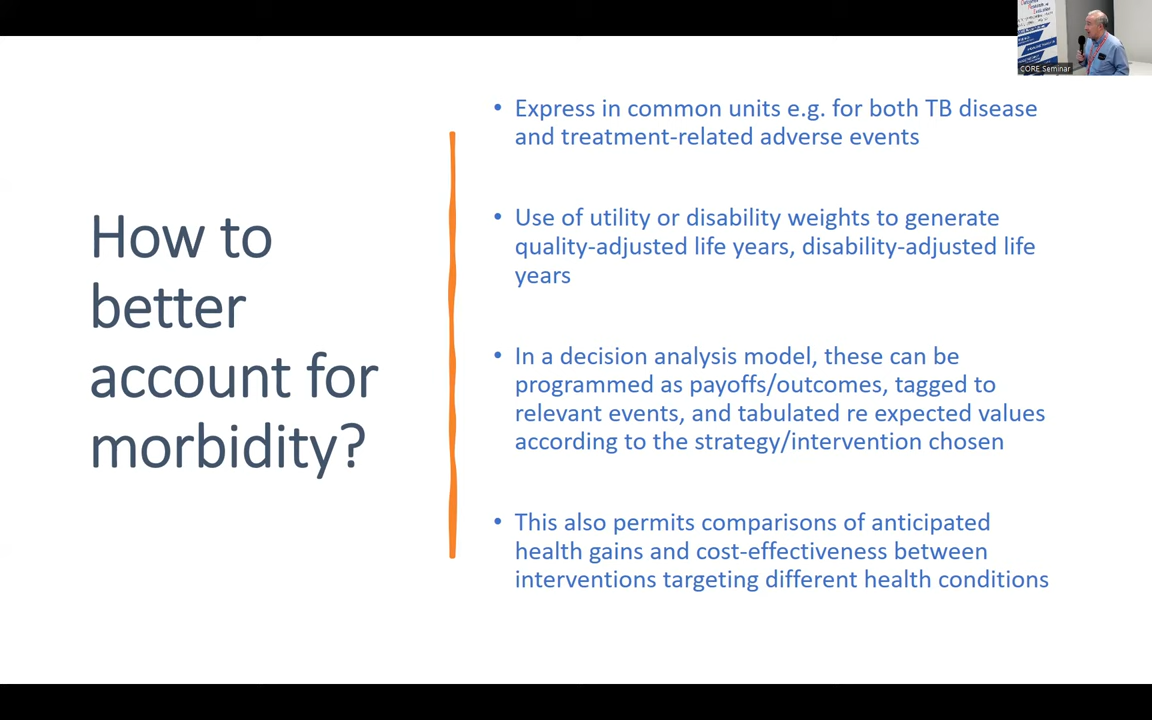 How to
better
account for
morbidity?
• Express in common units e.g. for both TB disease
and treatment-related adverse events
• Use of utility or disability weights to generate
quality-adjusted life years, disability-adjusted life
years
• In a decision analysis model, these can be
programmed as payoffs/outcomes, tagged to
relevant events, and tabulated re expected values
according to the strategy/intervention chosen
• This also permits comparisons of anticipated
health gains and cost-effectiveness between
interventions targeting different health conditions
CORE Seminar